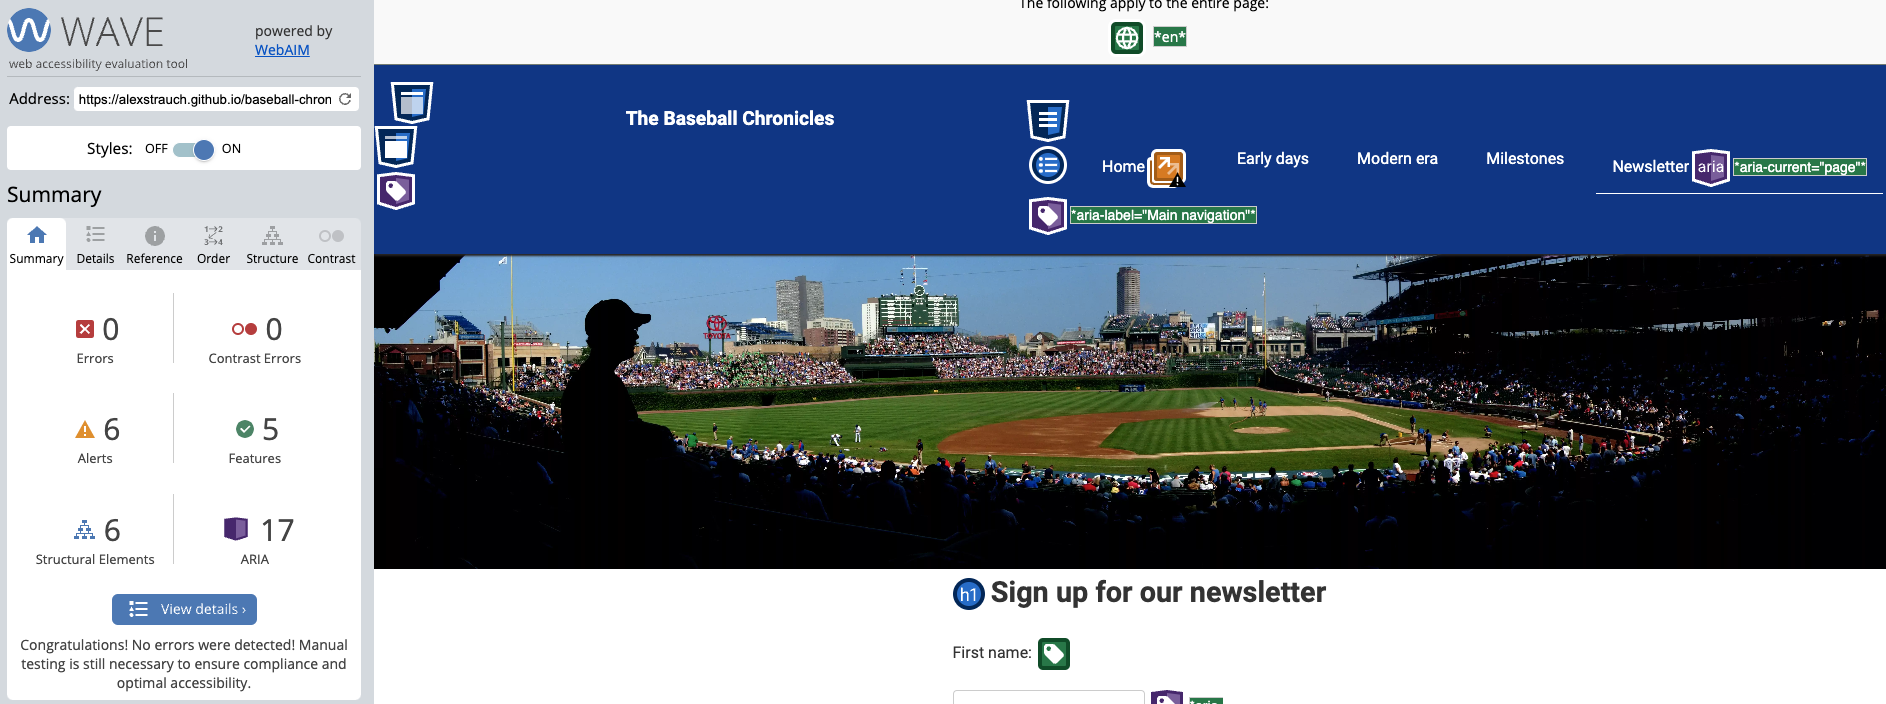 WAVE
powered by
WebAIM
web accessibility evaluation tool
Address: https://alexstrauch.github.io/baseball-chron
Styles: OFF ON
Summary
Summary Details Reference Order Structure Contrast
0
Errors
0
Contrast Errors
6
Alerts
5
Features
6
Structural Elements
17
ARIA
View details ›
Congratulations! No errors were detected! Manual
testing is still necessary to ensure compliance and
optimal accessibility.
The following apply to the entire page:
*en*
The Baseball Chronicles
Home Early days Modern era Milestones Newsletter aria *aria-current="page"*
*aria-label="Main navigation"*
TOYOTA
h1 Sign up for our newsletter
First name: